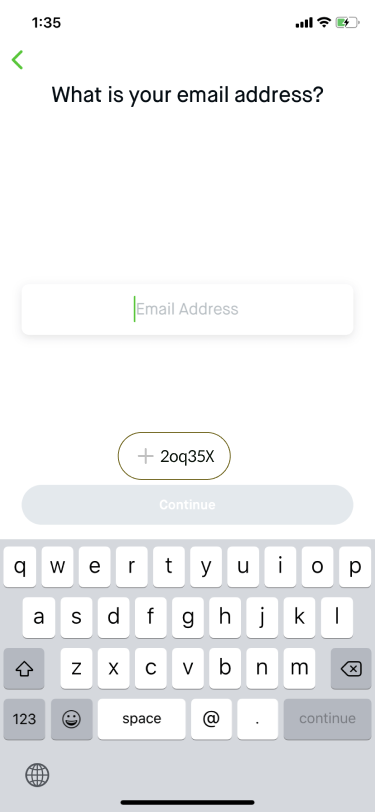 1:35
What is your email address?
Email Address
2oq35X
Continue
q w e r t y u i o p
a s d f g h j k l
z x c v b n m
123 space @ . continue